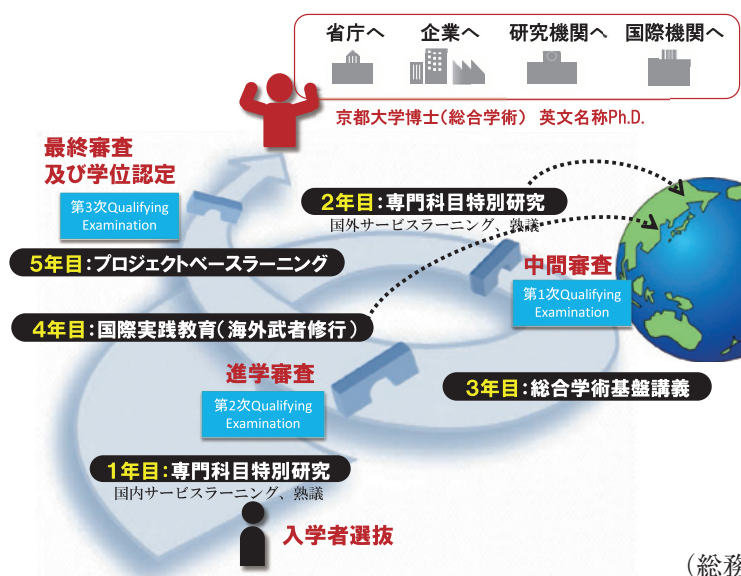 省庁へ 企業へ 研究機関へ 国際機関へ
京都大学博士(総合学術) 英文名称Ph.D.
最終審査
及び学位認定
第3次Qualifying
Examination
2年目:専門科目特別研究
国外サービスラーニング、熟議
5年目:プロジェクトベースラーニング
中間審査
第1次Qualifying
Examination
4年目:国際実践教育(海外武者修行)
進学審査
第2次Qualifying
Examination
3年目:総合学術基盤講義
1年目:専門科目特別研究
国内サービスラーニング、熟議
入学者選抜
(総務